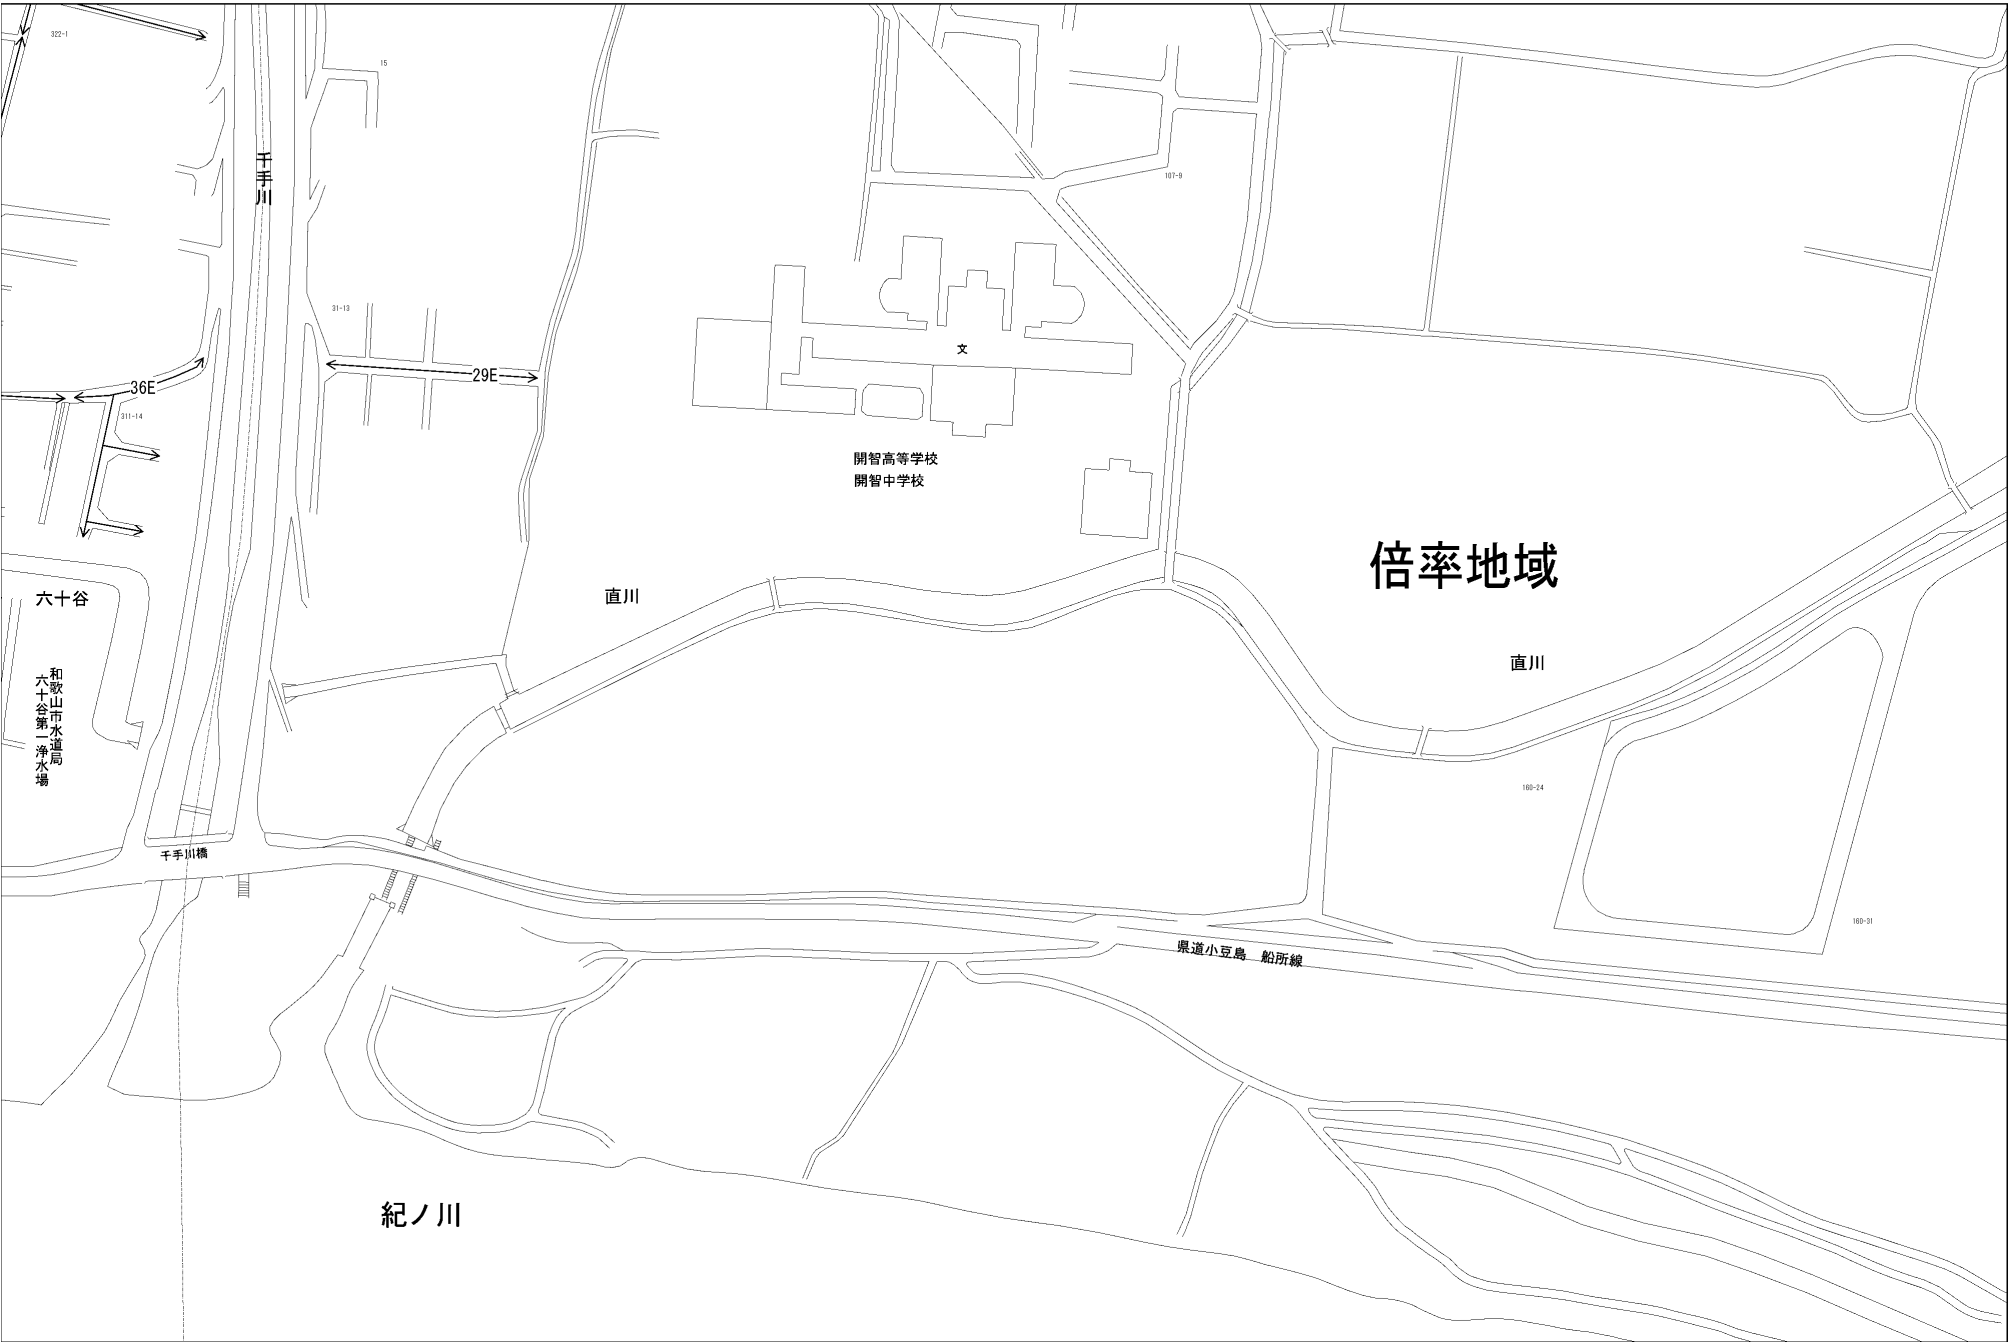 322-1
15
千手川
107-9
31-13
文
29E
36E
311-14
開智高等学校
開智中学校
倍率地域
直川
六十谷
直川
和歌山市水道局
六十谷第一浄水場
160-24
千手川橋
160-31
県道小豆島　船所線
紀ノ川